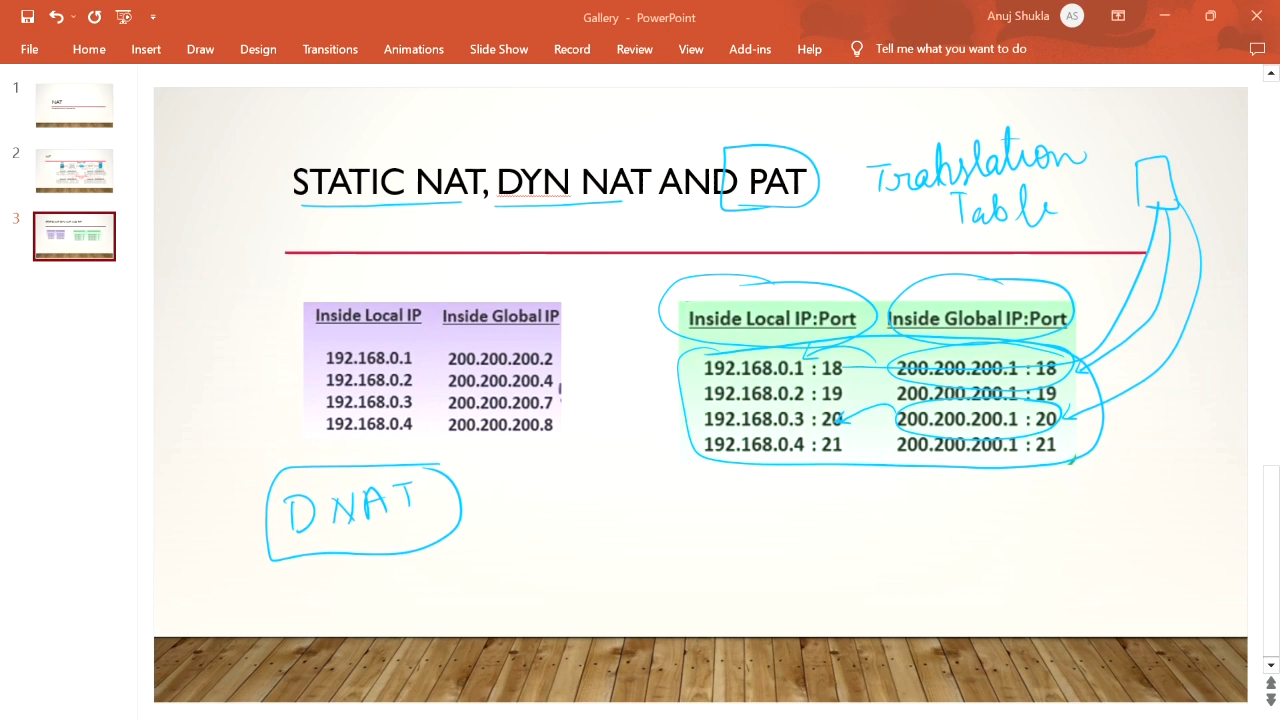 Gallery - PowerPoint
Anuj Shukla
AS
File Home Insert Draw Design Transitions Animations Slide Show Record Review View Add-ins Help Tell me what you want to do
1
NAT
2
3
STATIC NAT, DYN NAT AND PAT
Translation
Table
Inside Local IP Inside Global IP
192.168.0.1 200.200.200.2
192.168.0.2 200.200.200.4
192.168.0.3 200.200.200.7
192.168.0.4 200.200.200.8
Inside Local IP:Port Inside Global IP:Port
192.168.0.1 : 18 200.200.200.1 : 18
192.168.0.2 : 19 200.200.200.1 : 19
192.168.0.3 : 20 200.200.200.1 : 20
192.168.0.4 : 21 200.200.200.1 : 21
DNAT